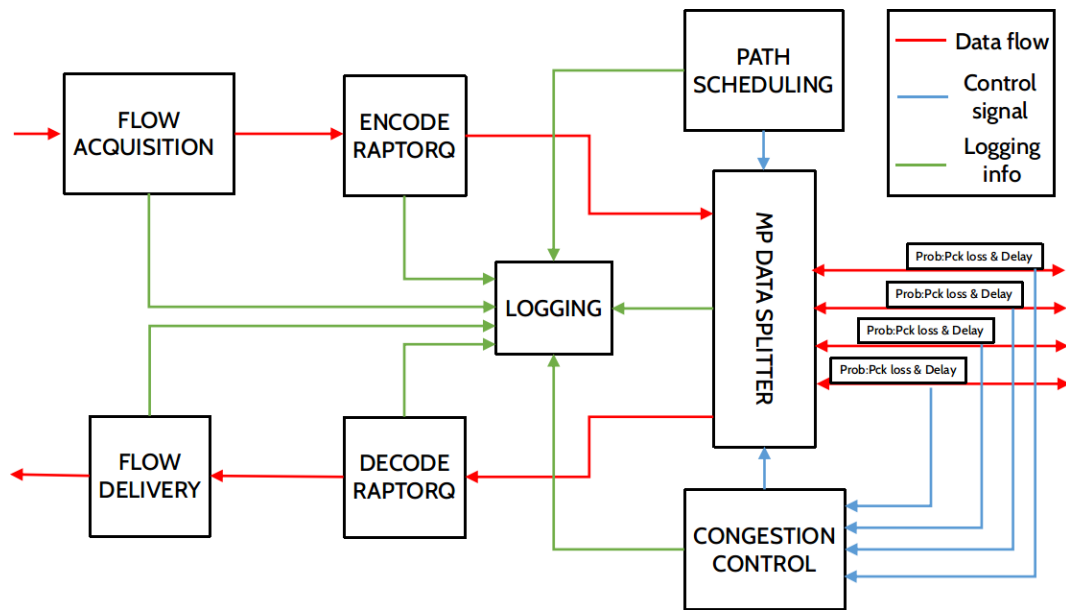 FLOW
ACQUISITION
ENCODE
RAPTORQ
PATH
SCHEDULING
Data flow
Control
signal
Logging
info
LOGGING
MP DATA SPLITTER
Prob:Pck loss & Delay
Prob:Pck loss & Delay
Prob:Pck loss & Delay
Prob:Pck loss & Delay
FLOW
DELIVERY
DECODE
RAPTORQ
CONGESTION
CONTROL